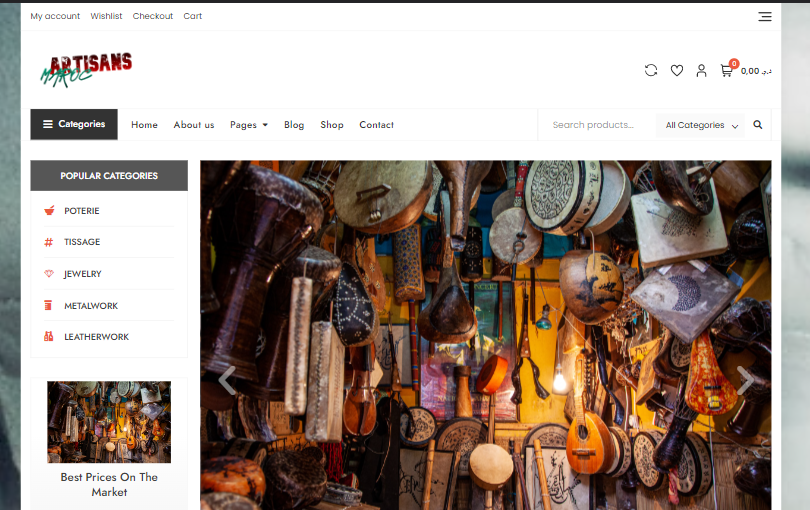 My account Wishlist Checkout Cart
ARTISANS
MAROC
0
0,00 د.م.
Categories Home About us Pages Blog Shop Contact Search products... All Categories
POPULAR CATEGORIES
POTERIE
TISSAGE
JEWELRY
METALWORK
LEATHERWORK
Best Prices On The
Market